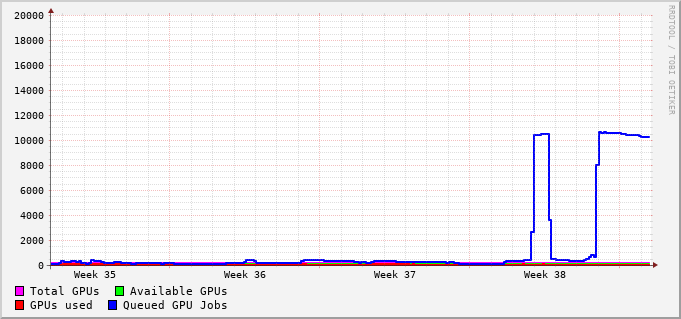 20000
18000
16000
14000
12000
10000
8000
6000
4000
2000
0
Week 35 Week 36 Week 37 Week 38
Total GPUs Available GPUs
GPUs used Queued GPU Jobs
RRDTOOL / TOBI OETIKER